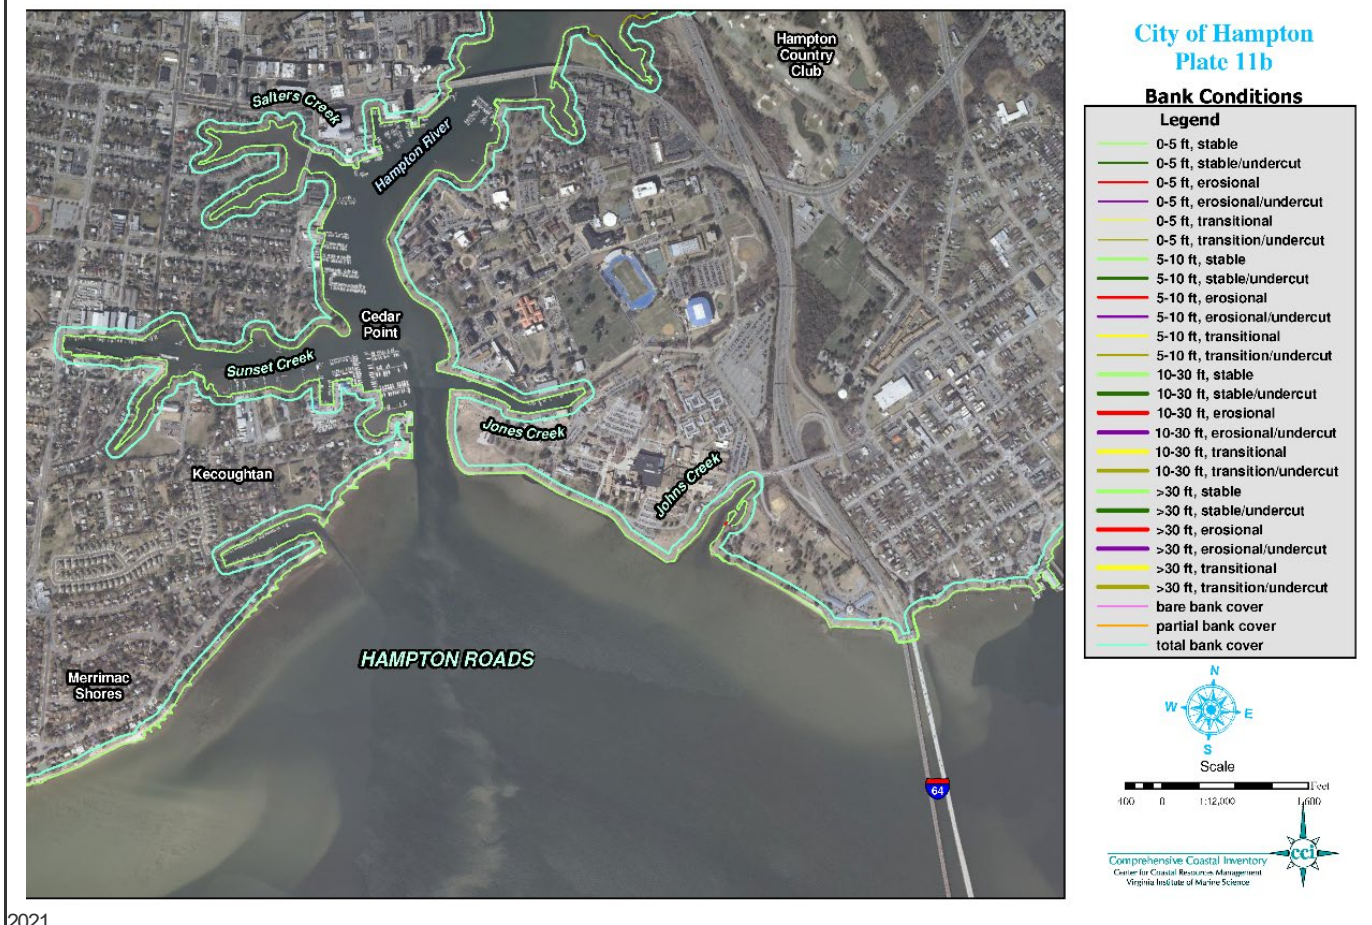 City of Hampton
Plate 11b
Bank Conditions
Legend
0-5 ft, stable
0-5 ft, stable/undercut
0-5 ft, erosional
0-5 ft, erosional/undercut
0-5 ft, transitional
0-5 ft, transition/undercut
5-10 ft, stable
5-10 ft, stable/undercut
5-10 ft, erosional
5-10 ft, erosional/undercut
5-10 ft, transitional
5-10 ft, transition/undercut
10-30 ft, stable
10-30 ft, stable/undercut
10-30 ft, erosional
10-30 ft, erosional/undercut
10-30 ft, transitional
10-30 ft, transition/undercut
>30 ft, stable
>30 ft, stable/undercut
>30 ft, erosional
>30 ft, erosional/undercut
>30 ft, transitional
>30 ft, transition/undercut
bare bank cover
partial bank cover
total bank cover
N
W E
S
Scale
400 0 1:12,000 1,600
Feet
cci
Comprehensive Coastal Inventory
Center for Coastal Resources Management
Virginia Institute of Marine Science
Hampton
Country
Club
Salters Creek
Hampton River
Cedar
Point
Sunset Creek
Jones Creek
Kecoughtan
Johns Creek
HAMPTON ROADS
Merrimac
Shores
64
2021